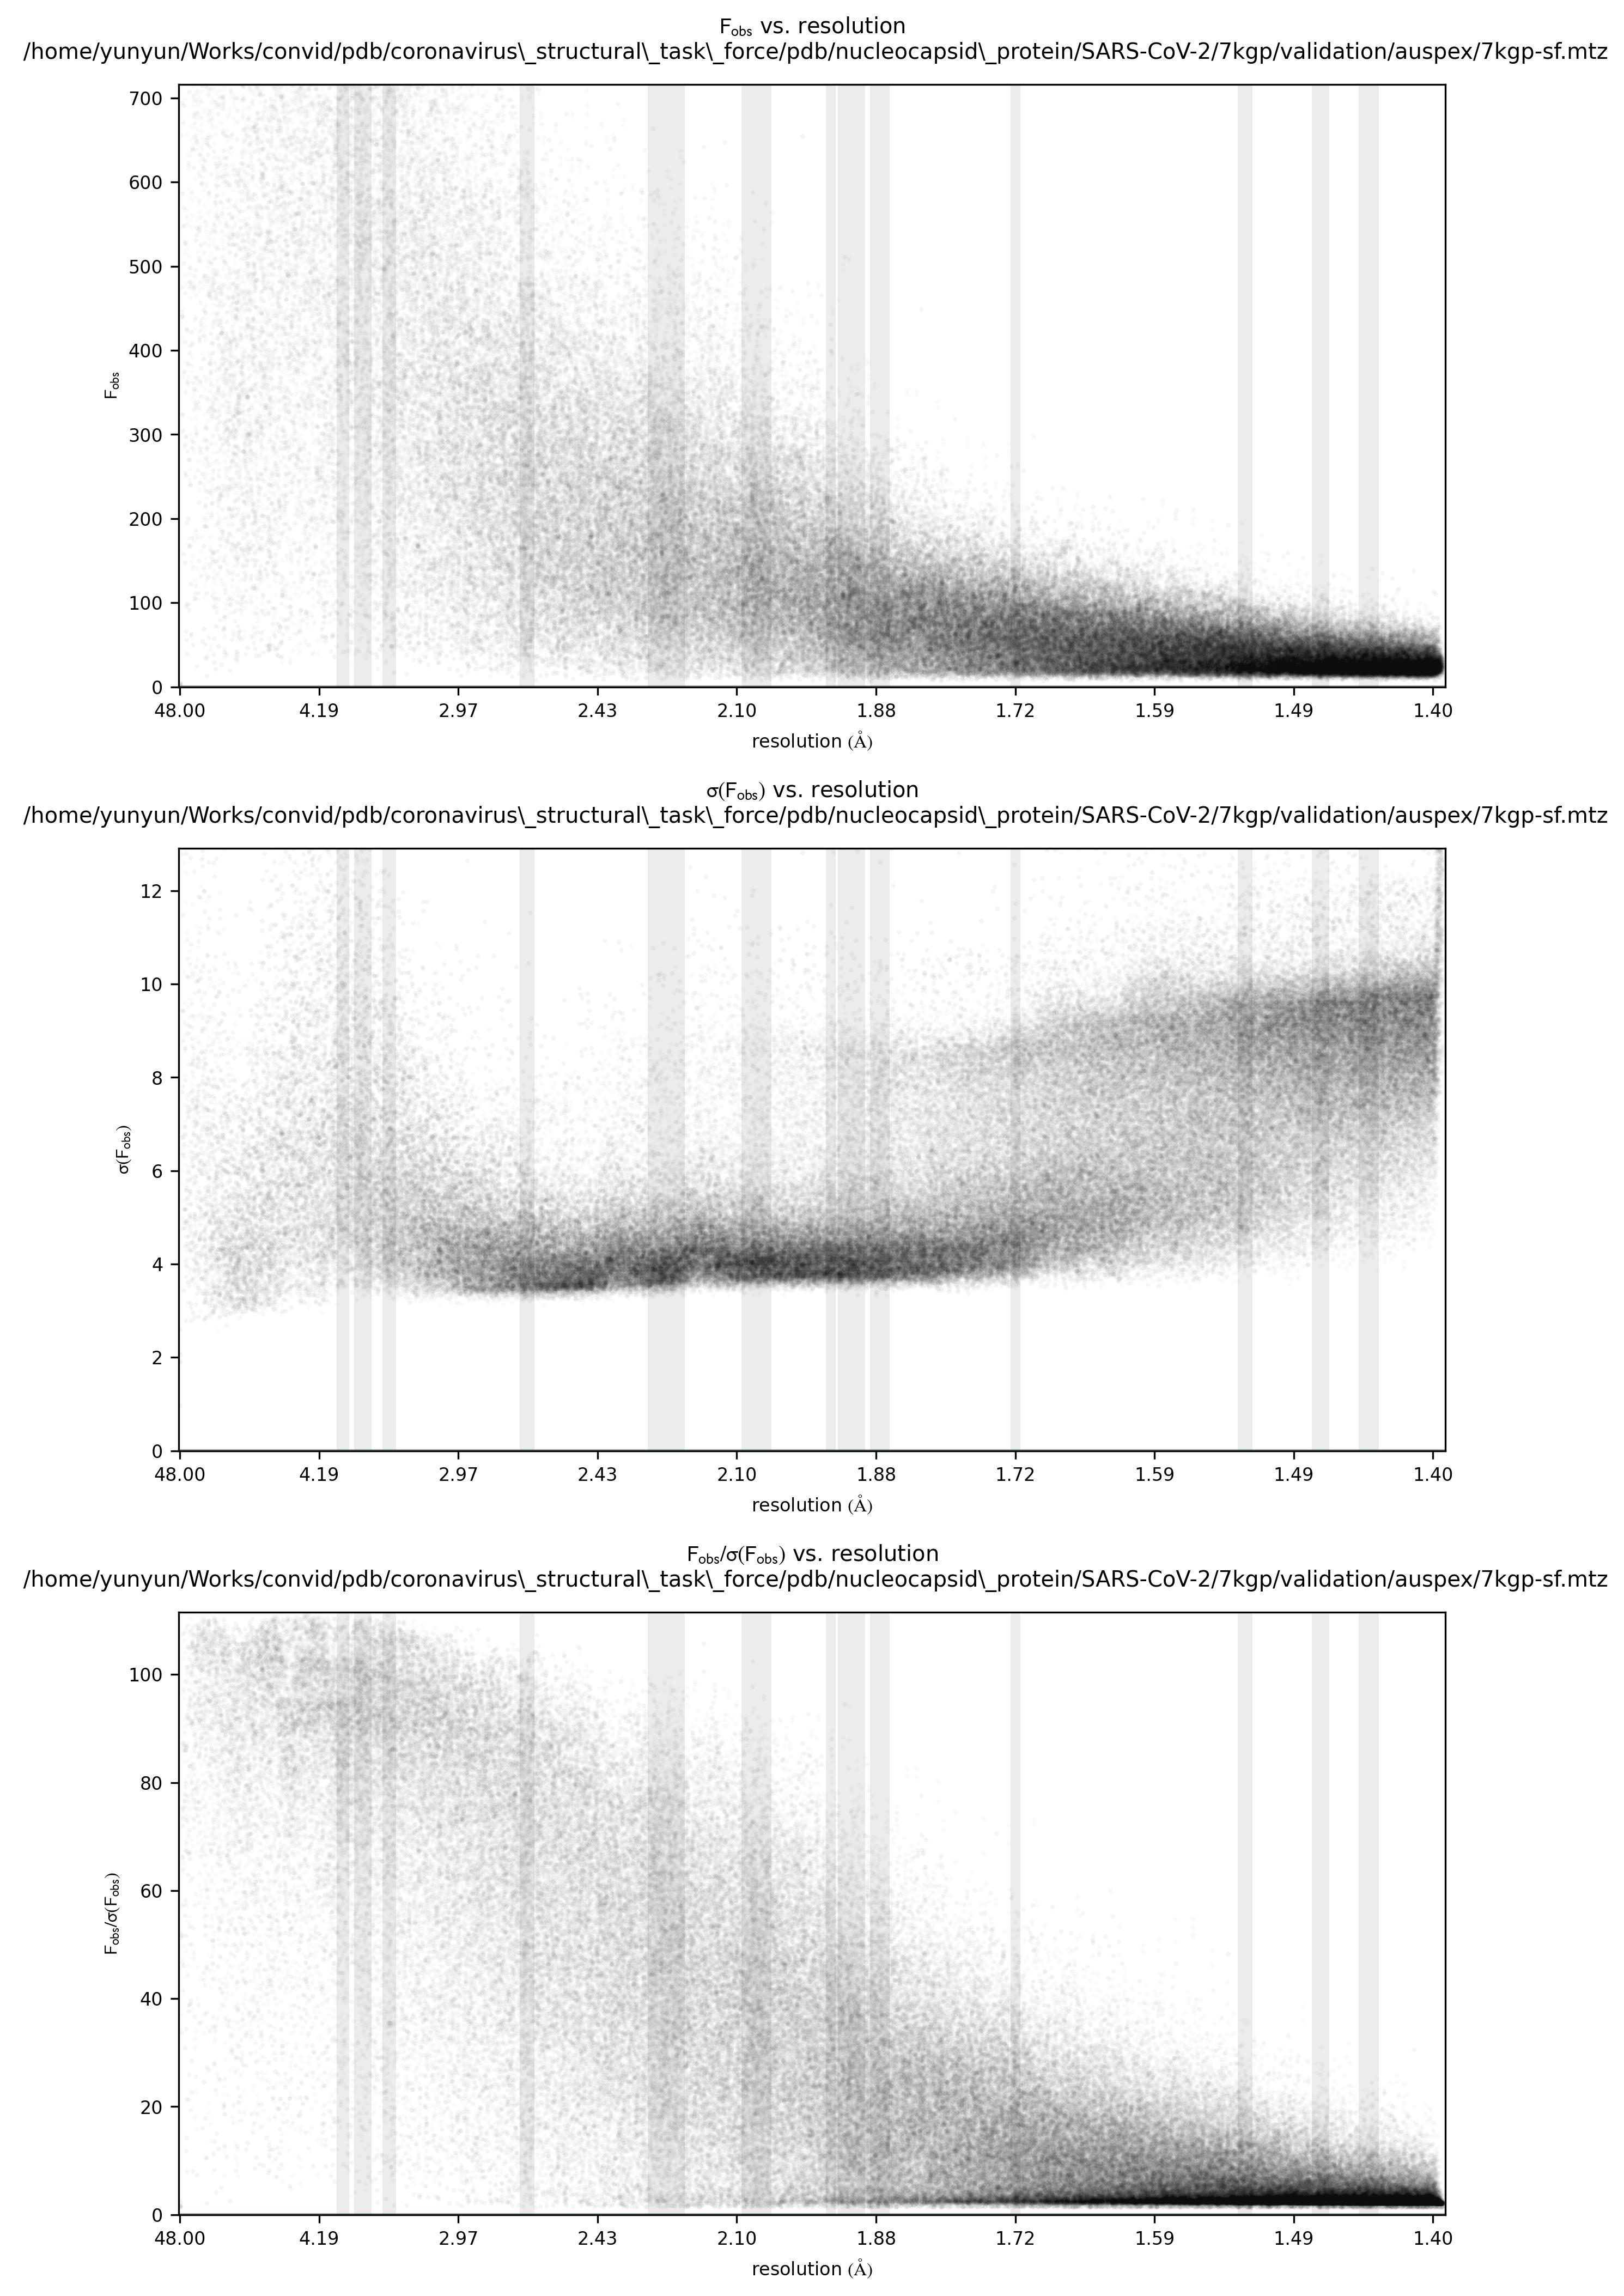 Fobs vs. resolution
/home/yunyun/Works/convid/pdb/coronavirus\_structural\_task\_force/pdb/nucleocapsid\_protein/SARS-CoV-2/7kgp/validation/auspex/7kgp-sf.mtz
700
600
500
400
300
200
100
0
Fobs
48.00 4.19 2.97 2.43 2.10 1.88 1.72 1.59 1.49 1.40
resolution (Å)
σ(Fobs) vs. resolution
/home/yunyun/Works/convid/pdb/coronavirus\_structural\_task\_force/pdb/nucleocapsid\_protein/SARS-CoV-2/7kgp/validation/auspex/7kgp-sf.mtz
12
10
8
6
4
2
0
σ(Fobs)
48.00 4.19 2.97 2.43 2.10 1.88 1.72 1.59 1.49 1.40
resolution (Å)
Fobs/σ(Fobs) vs. resolution
/home/yunyun/Works/convid/pdb/coronavirus\_structural\_task\_force/pdb/nucleocapsid\_protein/SARS-CoV-2/7kgp/validation/auspex/7kgp-sf.mtz
100
80
60
40
20
0
Fobs/σ(Fobs)
48.00 4.19 2.97 2.43 2.10 1.88 1.72 1.59 1.49 1.40
resolution (Å)